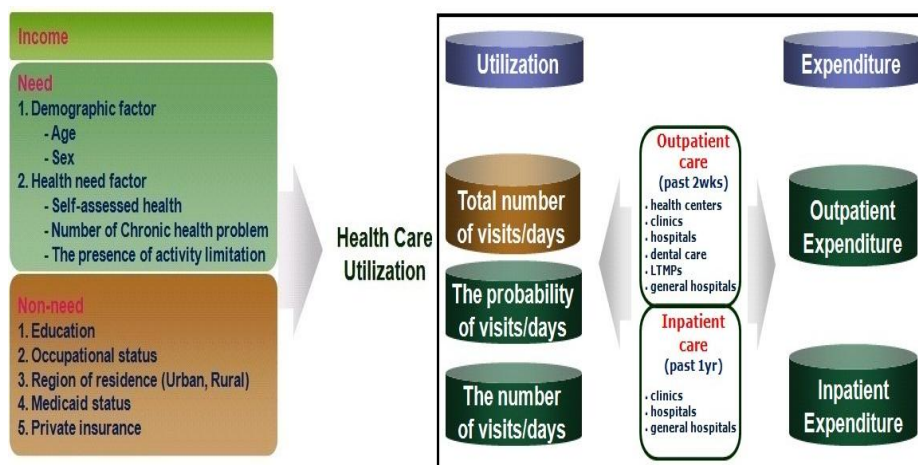 Income
Need
1. Demographic factor
- Age
- Sex
2. Health need factor
- Self-assessed health
- Number of Chronic health problem
- The presence of activity limitation
Non-need
1. Education
2. Occupational status
3. Region of residence (Urban, Rural)
4. Medicaid status
5. Private insurance
Health Care
Utilization
Utilization
Total number
of visits/days
The probability
of visits/days
The number
of visits/days
Outpatient
care
(past 2wks)
. health centers
. clinics
. hospitals
. dental care
. LTMPs
. general hospitals
Inpatient
care
(past 1yr)
. clinics
. hospitals
. general hospitals
Expenditure
Outpatient
Expenditure
Inpatient
Expenditure